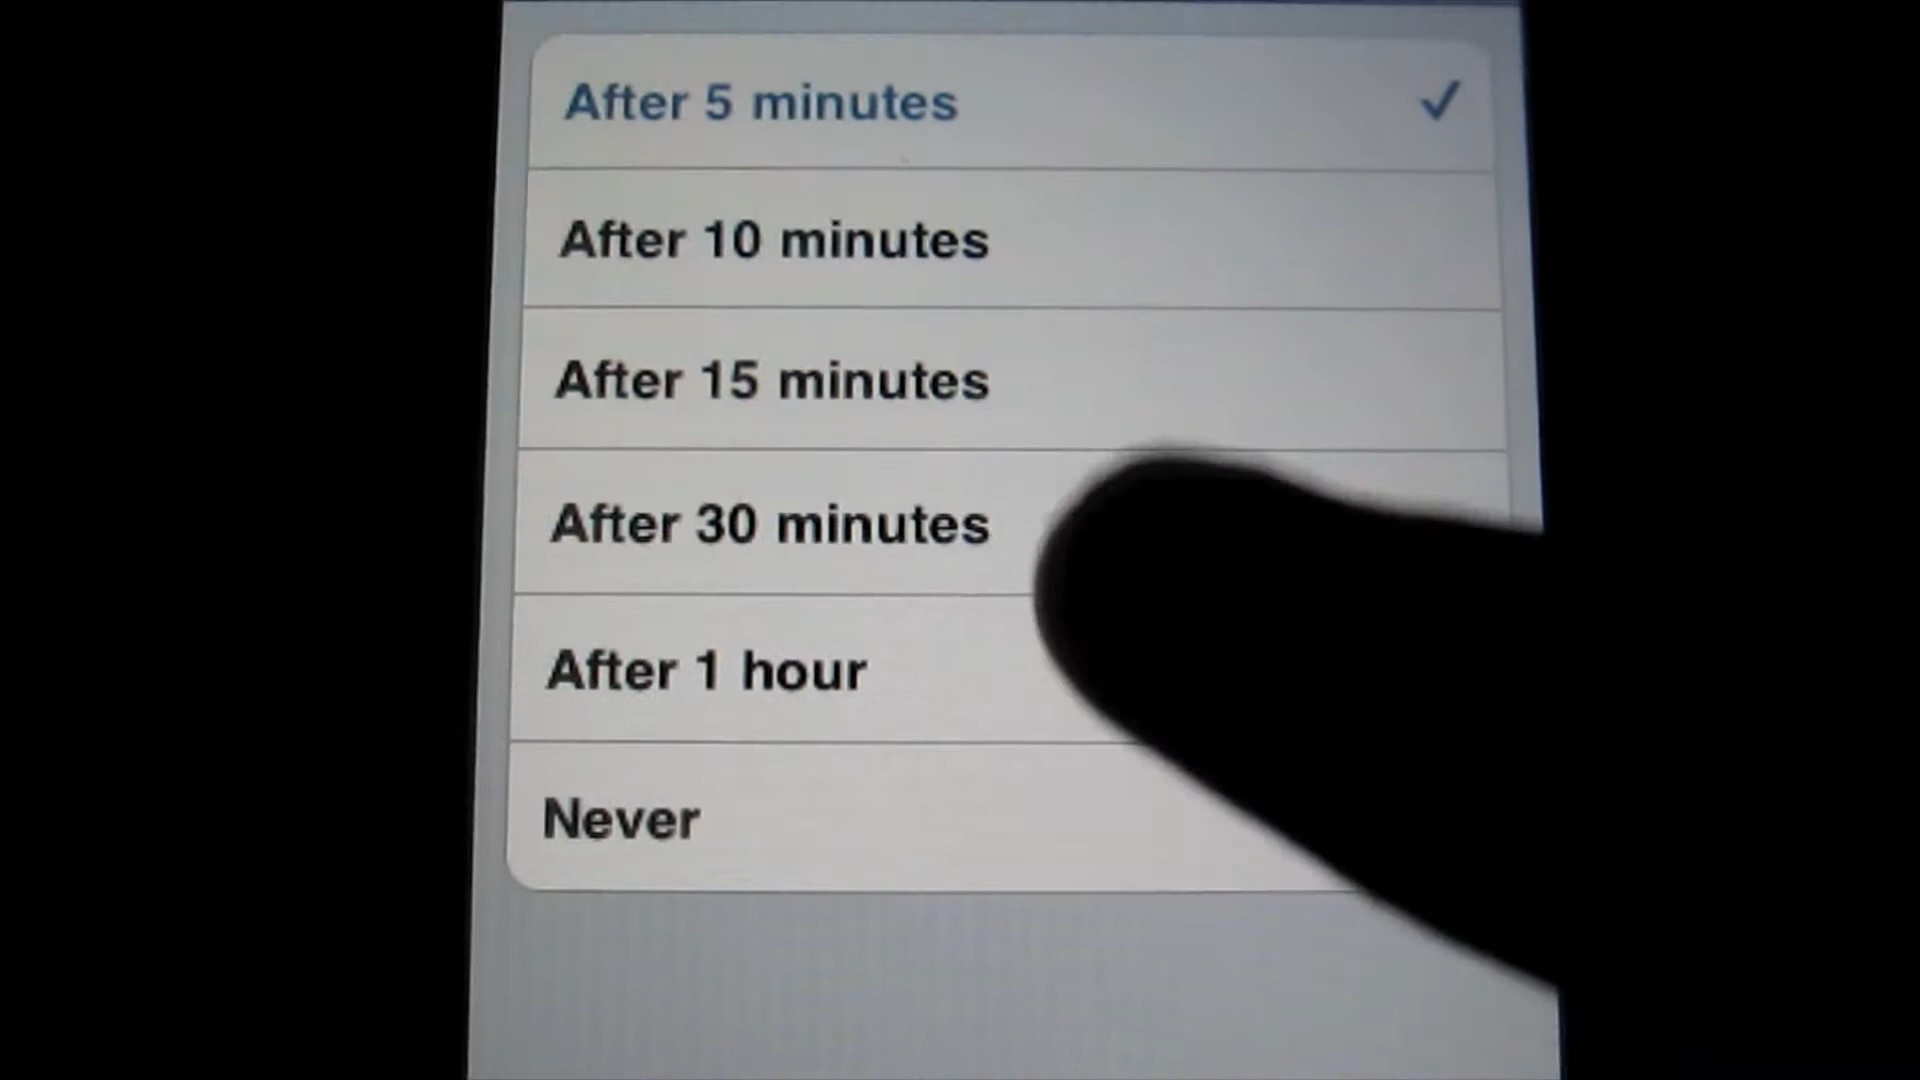 After 5 minutes
After 10 minutes
After 15 minutes
After 30 minutes
After 1 hour
Never